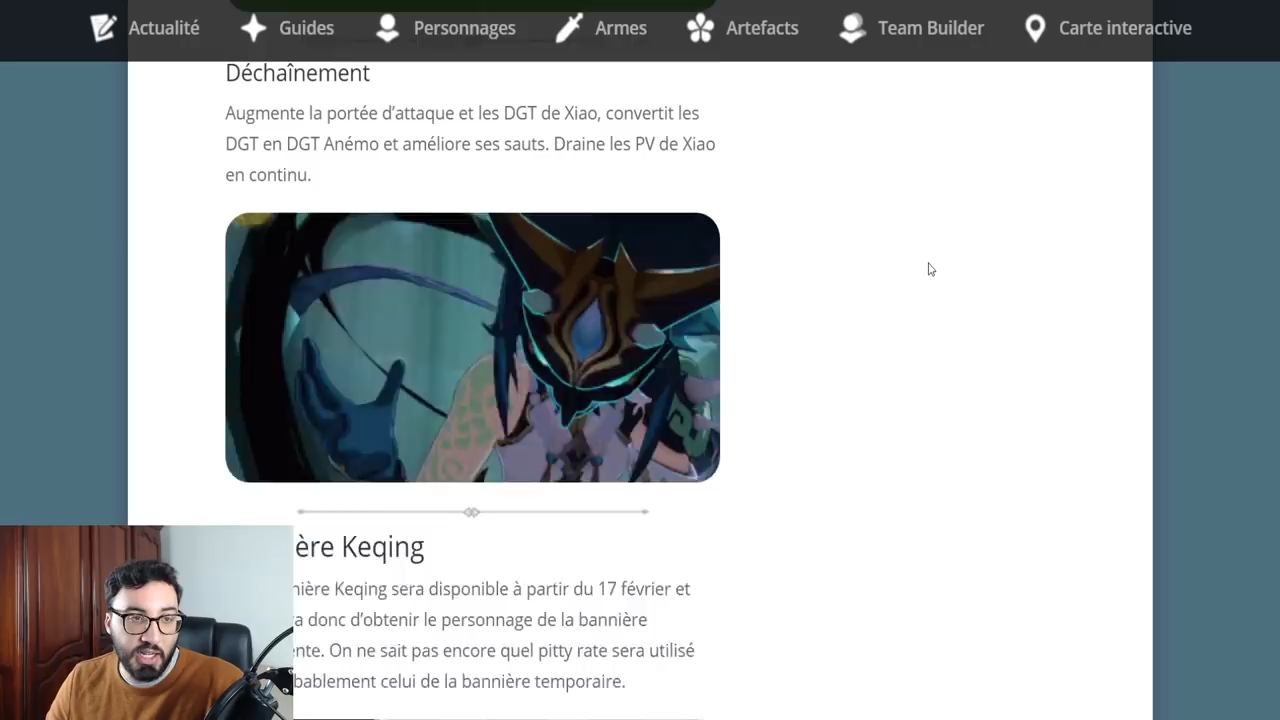 Actualité Guides Personnages Armes Artefacts Team Builder Carte interactive
Déchaînement
Augmente la portée d’attaque et les DGT de Xiao, convertit les
DGT en DGT Anémo et améliore ses sauts. Draine les PV de Xiao
en continu.
ère Keqing
nière Keqing sera disponible à partir du 17 février et
a donc d’obtenir le personnage de la bannière
nte. On ne sait pas encore quel pitty rate sera utilisé
bablement celui de la bannière temporaire.